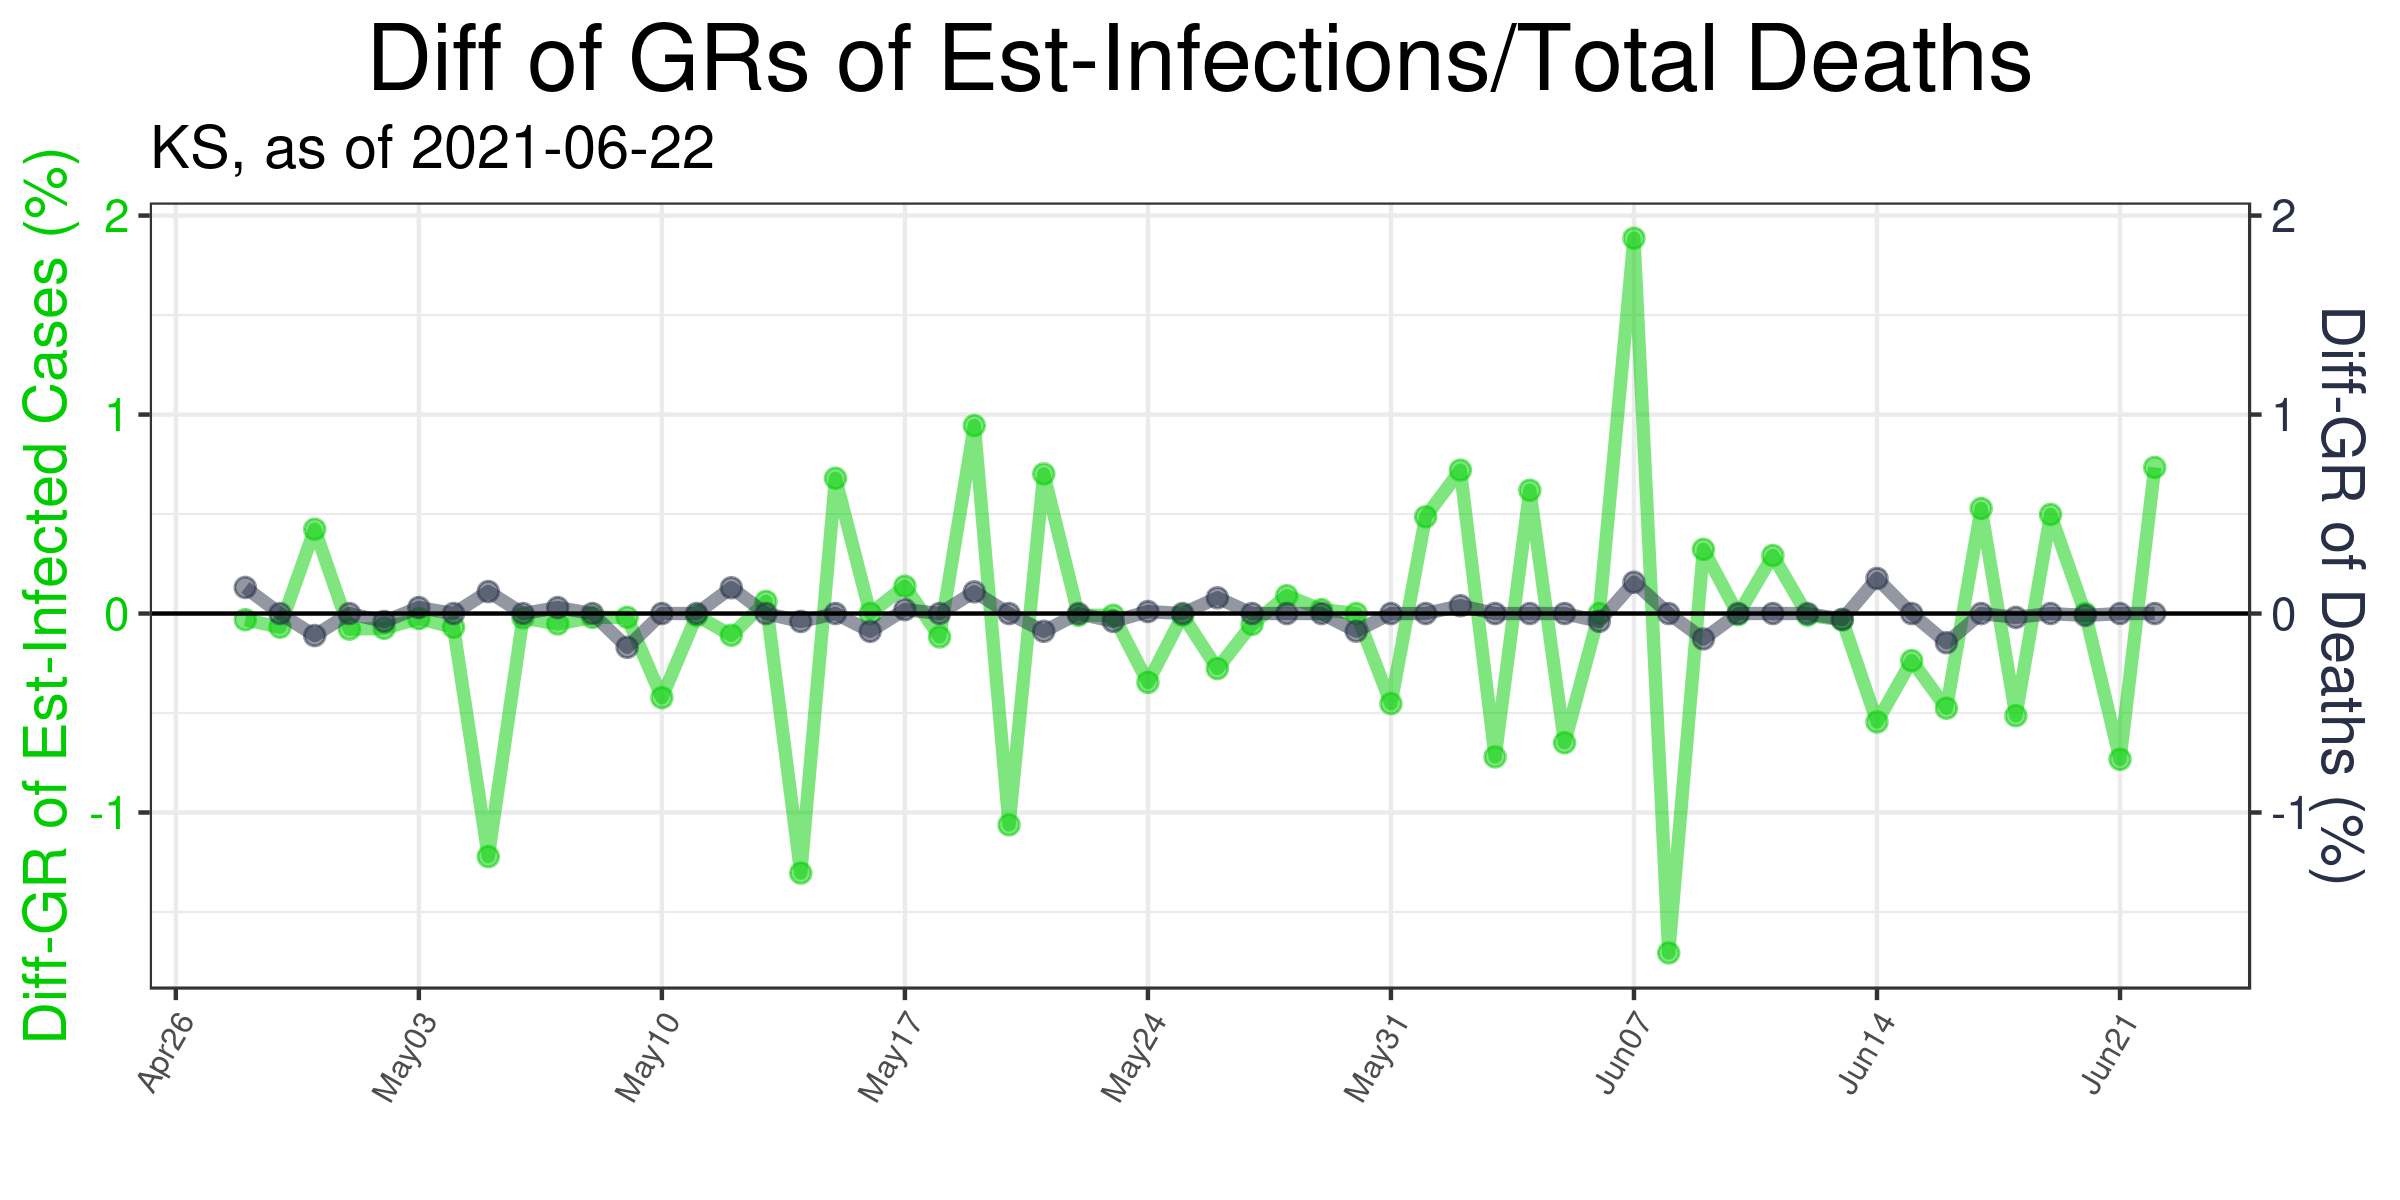 Diff of GRs of Est-Infections/Total Deaths
KS, as of 2021-06-22
Diff-GR of Est-Infected Cases (%)
2
1
0
-1
2
1
0
-1
Diff-GR of Deaths (%)
Apr26
May03
May10
May17
May24
May31
Jun07
Jun14
Jun21